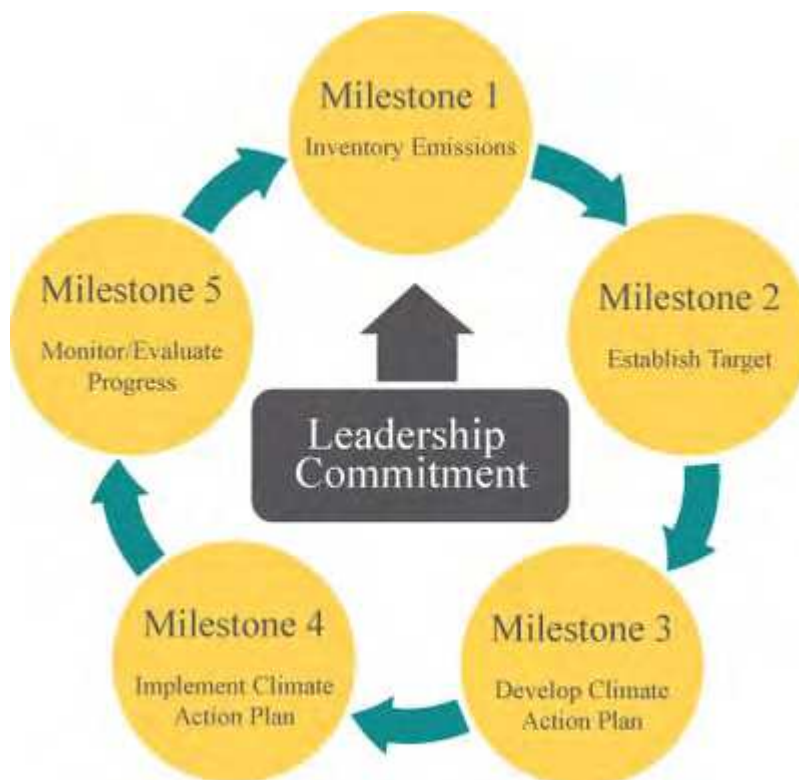 Milestone 1
Inventory Emissions
Milestone 2
Establish Target
Milestone 3
Develop Climate
Action Plan
Milestone 4
Implement Climate
Action Plan
Milestone 5
Monitor/Evaluate
Progress
Leadership
Commitment